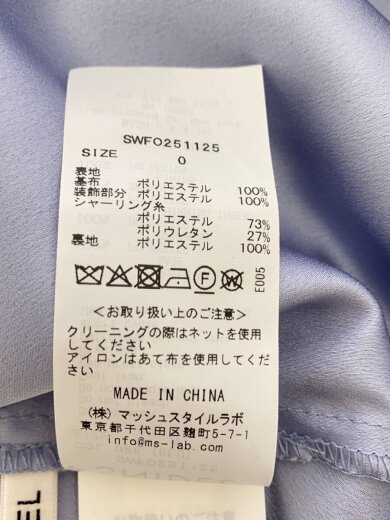 SWFO251125
SIZE 0
表地
基布 ポリエステル 100%
装飾部分 ポリエステル 100%
シャーリング糸
ポリエステル 73%
ポリウレタン 27%
裏地 ポリエステル 100%
E005
<お取り扱い上のご注意>
クリーニングの際はネットを使用
してください
アイロンはあて布を使用してくだ
さい
MADE IN CHINA
(株) マッシュスタイルラボ
東京都千代田区麹町5-7-1
info@ms-lab.com
EL